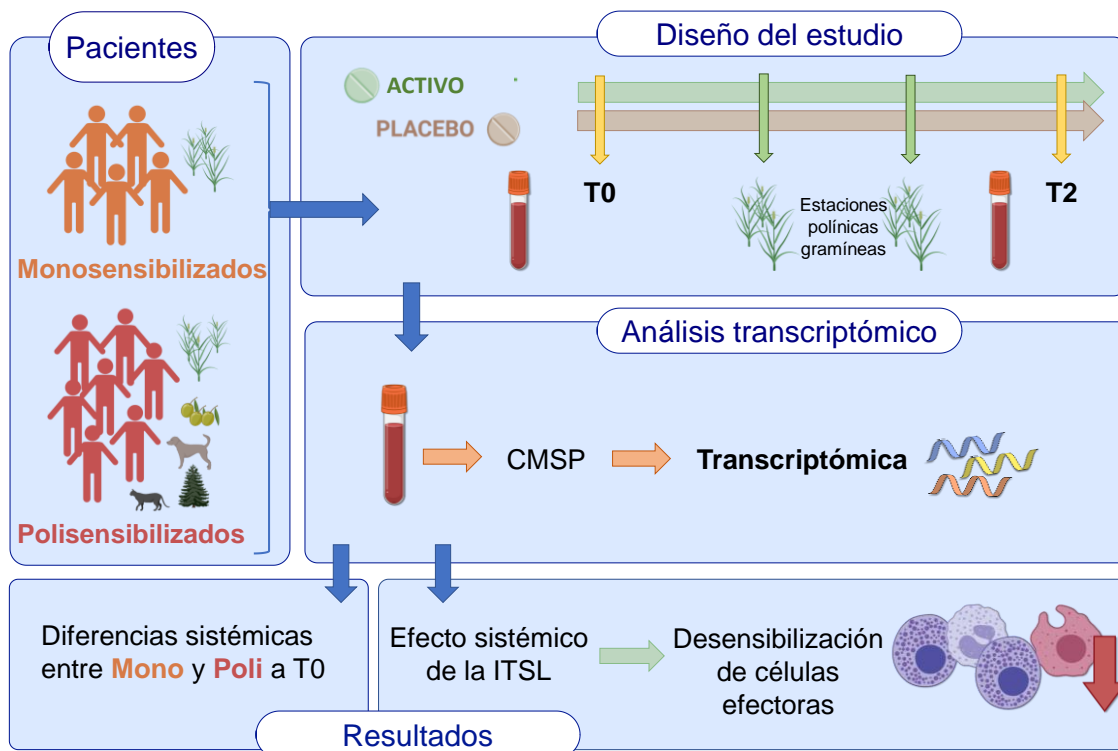 Pacientes
Monosensibilizados
Polisensibilizados
Diseño del estudio
ACTIVO
PLACEBO
T0
Estaciones
polínicas
gramíneas
T2
Análisis transcriptómico
CMSP
Transcriptómica
Diferencias sistémicas
entre Mono y Poli a T0
Efecto sistémico
de la ITSL
Desensibilización
de células
efectoras
Resultados